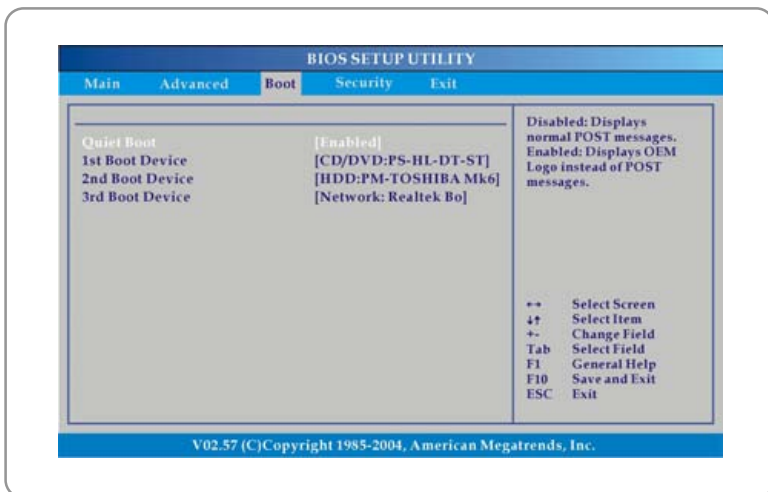 BIOS SETUP UTILITY
Main Advanced Boot Security Exit
Quiet Boot [Enabled]
1st Boot Device [CD/DVD:PS-HL-DT-ST]
2nd Boot Device [HDD:PM-TOSHIBA Mk6]
3rd Boot Device [Network: Realtek Bo]
Disabled: Displays
normal POST messages.
Enabled: Displays OEM
Logo instead of POST
messages.
↔ Select Screen
↓↑ Select Item
+- Change Field
Tab Select Field
F1 General Help
F10 Save and Exit
ESC Exit
V02.57 (C)Copyright 1985-2004, American Megatrends, Inc.